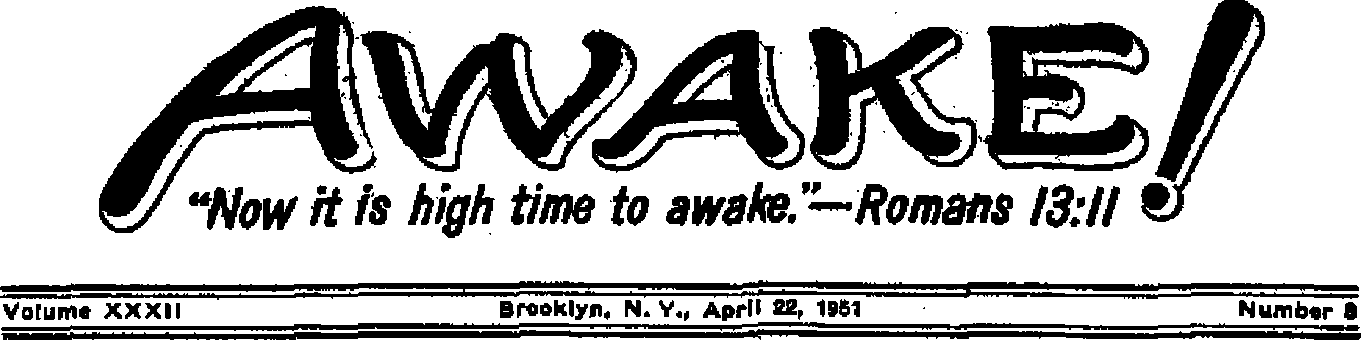 AWAKE!
“Now it is high time to awake.”—Romans 13:11
Volume XXXII Brooklyn, N. Y., April 22, 1951 Number 8